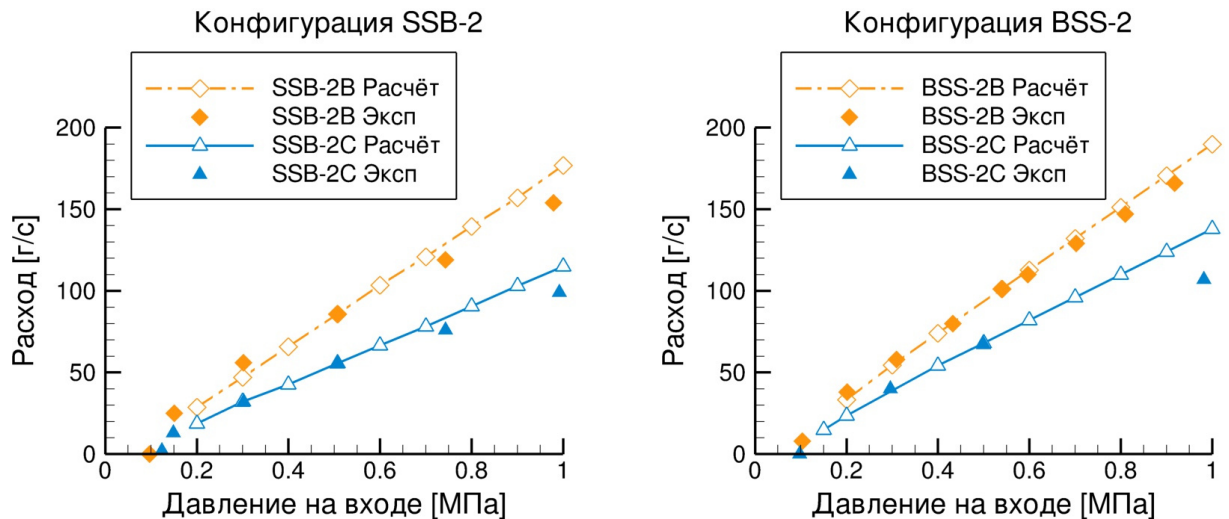 Конфигурация SSB-2
SSB-2B Расчёт
SSB-2B Эксп
SSB-2C Расчёт
SSB-2C Эксп
200
150
100
50
0
Расход [г/с]
0 0.2 0.4 0.6 0.8 1
Давление на входе [МПа]
Конфигурация BSS-2
BSS-2B Расчёт
BSS-2B Эксп
BSS-2C Расчёт
BSS-2C Эксп
200
150
100
50
0
Расход [г/с]
0 0.2 0.4 0.6 0.8 1
Давление на входе [МПа]